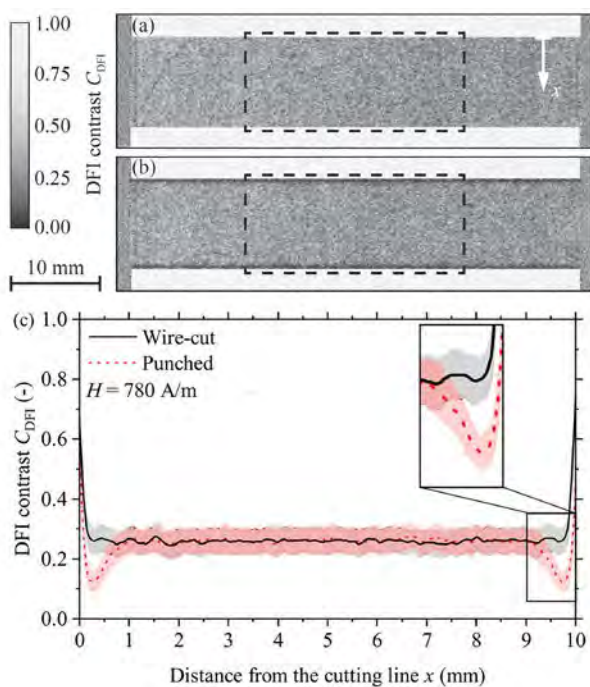 1.00
0.75
0.50
0.25
0.00
DFI contrast C_DFI
10 mm
(a)
x
(b)
(c)
Wire-cut
Punched
H = 780 A/m
1.0
0.8
0.6
0.4
0.2
0.0
DFI contrast C_DFI (-)
0 1 2 3 4 5 6 7 8 9 10
Distance from the cutting line x (mm)